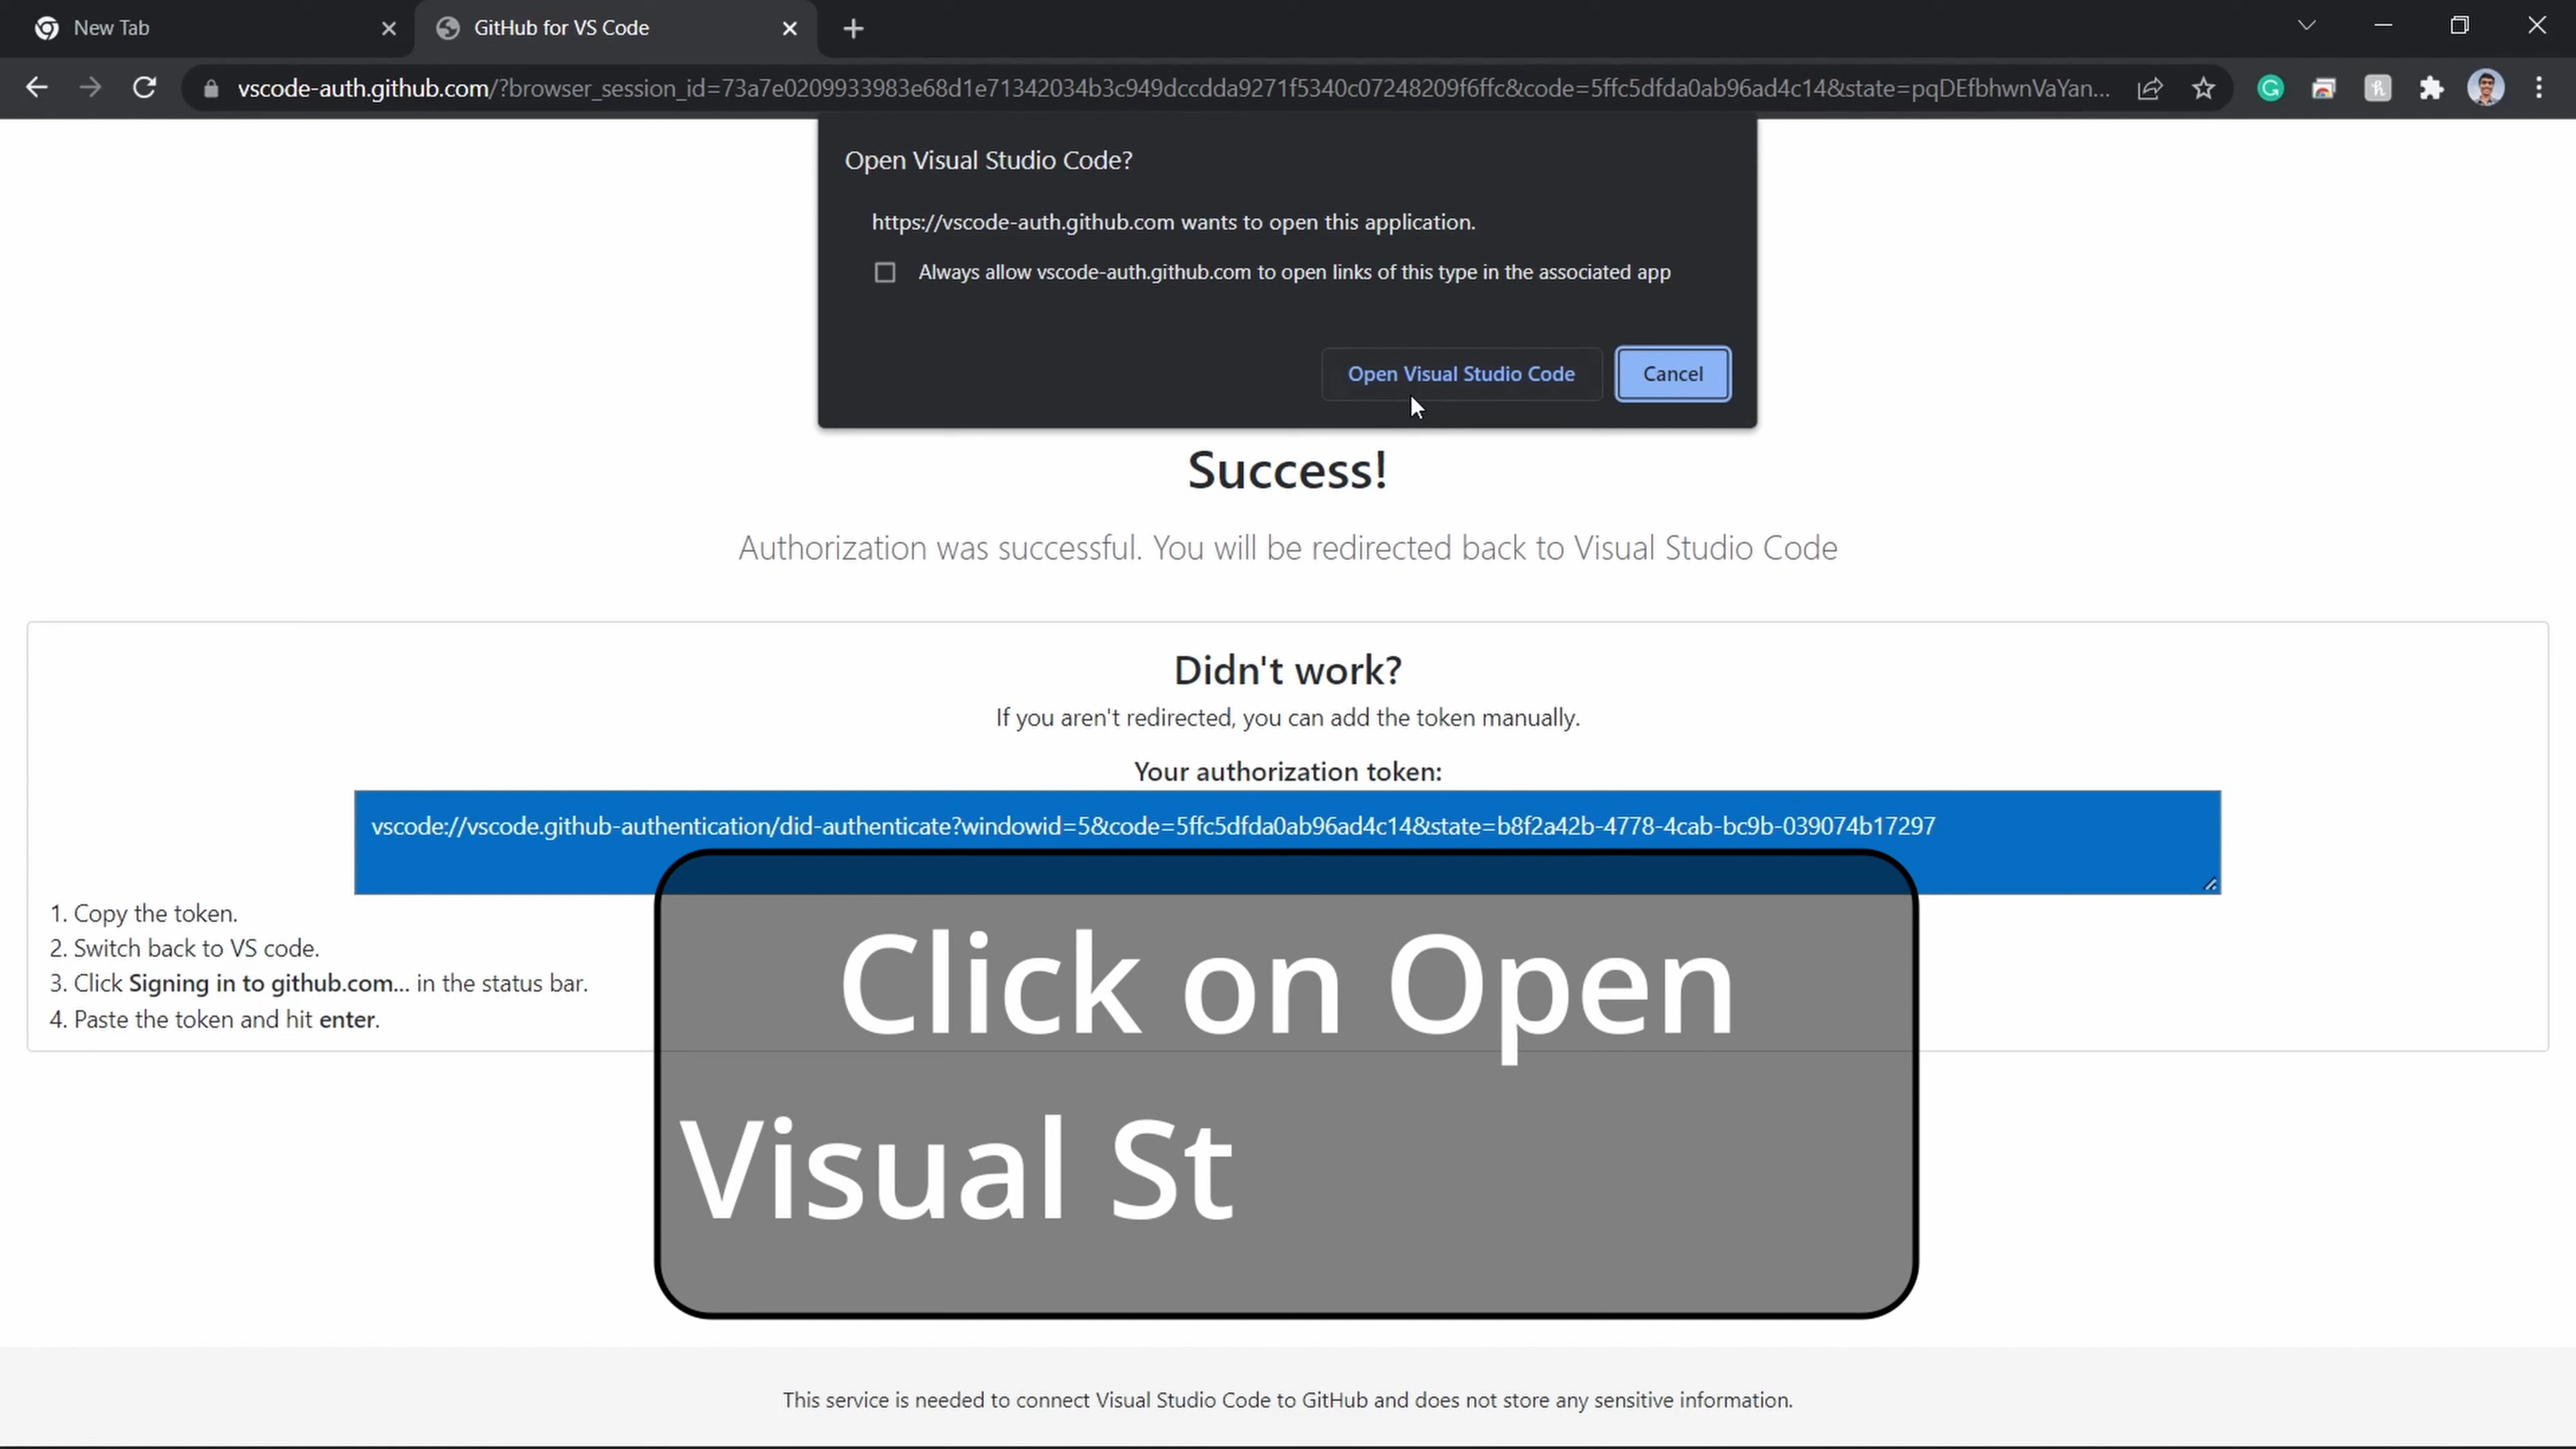 New Tab
GitHub for VS Code
vscode-auth.github.com/?browser_session_id=73a7e0209933983e68d1e71342034b3c949dccdda9271f5340c07248209f6ffc&code=5ffc5dfda0ab96ad4c14&state=pqDEfbhwnVaYan...
Open Visual Studio Code?
https://vscode-auth.github.com wants to open this application.
Always allow vscode-auth.github.com to open links of this type in the associated app
Open Visual Studio Code
Cancel
Success!
Authorization was successful. You will be redirected back to Visual Studio Code
Didn't work?
If you aren't redirected, you can add the token manually.
Your authorization token:
vscode://vscode.github-authentication/did-authenticate?windowid=5&code=5ffc5dfda0ab96ad4c14&state=b8f2a42b-4778-4cab-bc9b-039074b17297
1. Copy the token.
2. Switch back to VS code.
3. Click Signing in to github.com... in the status bar.
4. Paste the token and hit enter.
Click on Open
Visual St
This service is needed to connect Visual Studio Code to GitHub and does not store any sensitive information.